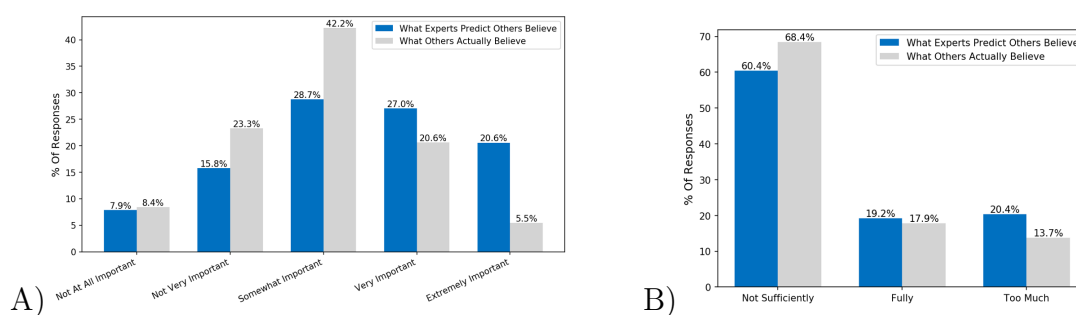 A)
% Of Responses
40
35
30
25
20
15
10
5
0
What Experts Predict Others Believe
What Others Actually Believe
7.9%
8.4%
15.8%
23.3%
28.7%
42.2%
27.0%
20.6%
20.6%
5.5%
Not At All Important
Not Very Important
Somewhat Important
Very Important
Extremely Important
B)
% Of Responses
70
60
50
40
30
20
10
0
What Experts Predict Others Believe
What Others Actually Believe
60.4%
68.4%
19.2%
17.9%
20.4%
13.7%
Not Sufficiently
Fully
Too Much